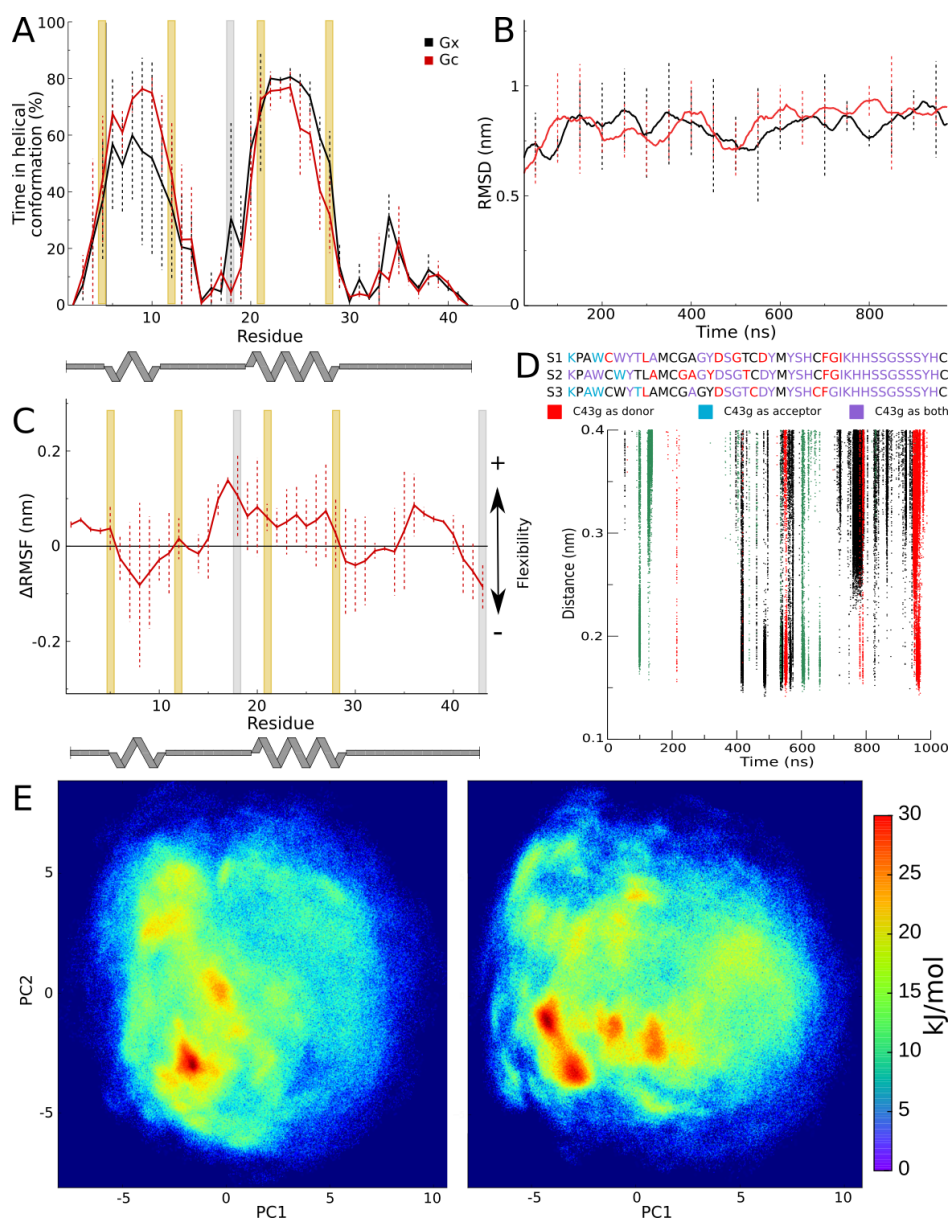 A
Time in helical
conformation (%)
100
80
60
40
20
0
10
20
30
40
Residue
Gx
Gc
B
RMSD (nm)
1
0.5
0
200
400
600
800
Time (ns)
C
ΔRMSF (nm)
0.2
0
-0.2
0
10
20
30
40
Residue
+
Flexibility
-
D
S1 KPAWCWYTLAMCGAGYDSGTCDYMYSHCFGIKHHSSGSSSYHC
S2 KPAWCWYTLAMCGAGYDSGTCDYMYSHCFGIKHHSSGSSSYHC
S3 KPAWCWYTLAMCGAGYDSGTCDYMYSHCFGIKHHSSGSSSYHC
C43g as donor
C43g as acceptor
C43g as both
Distance (nm)
0.4
0.3
0.2
0.1
0
200
400
600
800
1000
Time (ns)
E
PC2
5
0
-5
-5
0
5
10
PC1
-5
0
5
10
PC1
30
25
20
15
10
5
0
kJ/mol